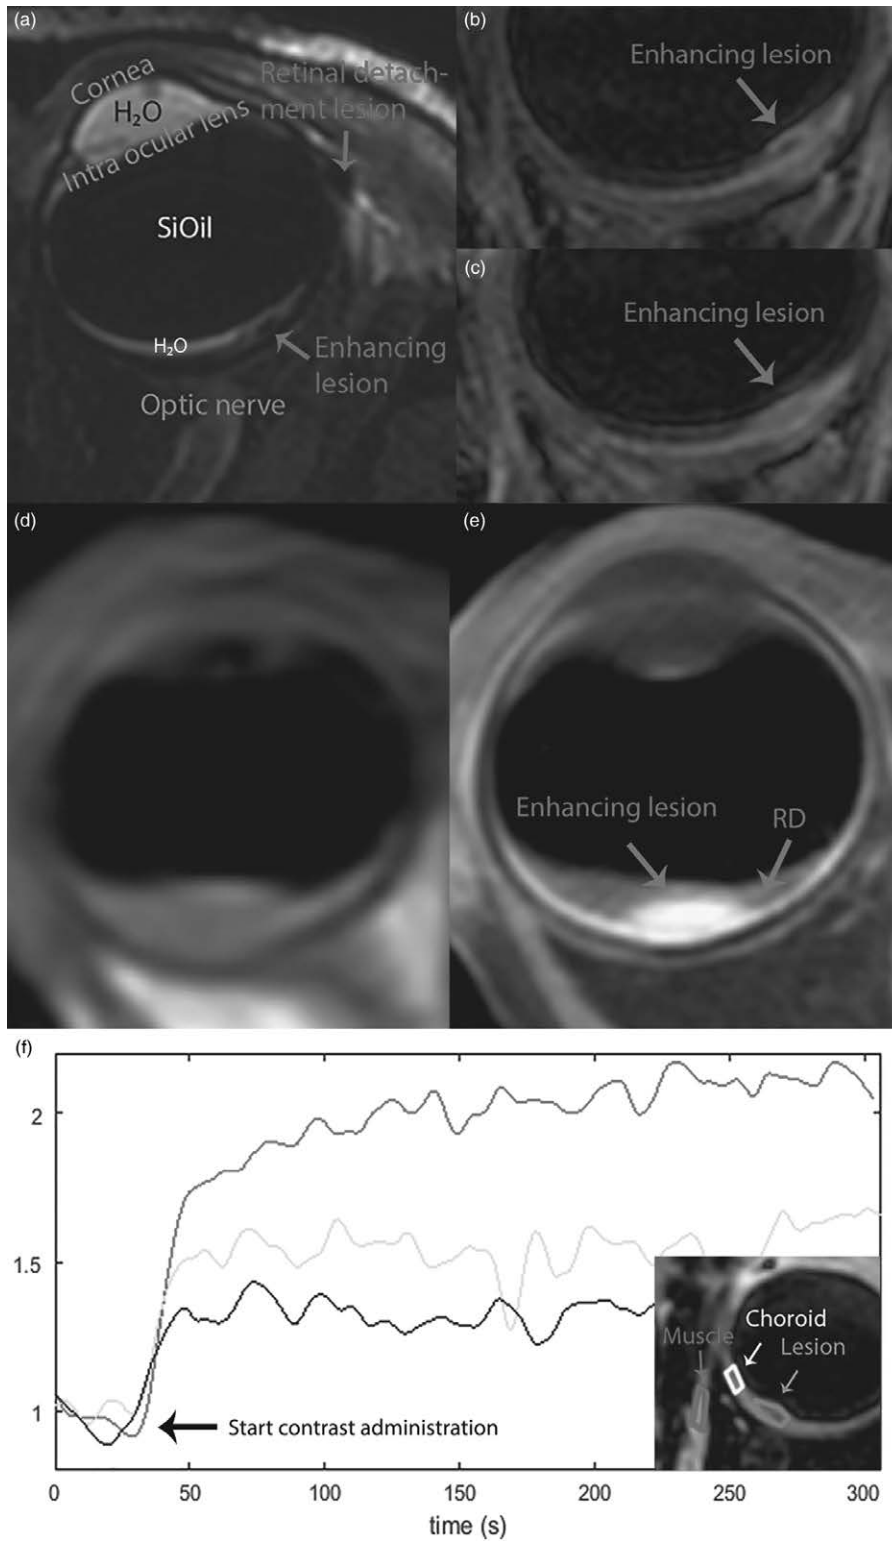 (a)
Cornea
H₂O
Intra ocular lens
Retinal detach-
ment lesion
SiOil
H₂O
Enhancing
lesion
Optic nerve
(b)
Enhancing lesion
(c)
Enhancing lesion
(d)
(e)
Enhancing lesion
RD
(f)
2
1.5
1
Start contrast administration
Muscle
Choroid
Lesion
0
50
100
150
200
250
300
time (s)